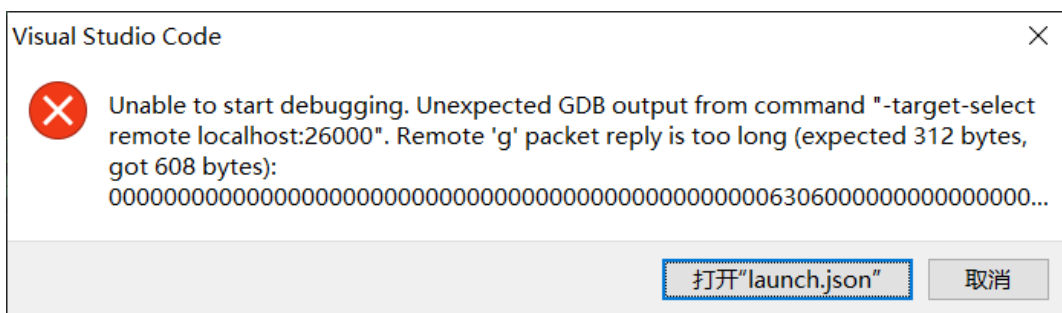 Visual Studio Code
Unable to start debugging. Unexpected GDB output from command "-target-select
remote localhost:26000". Remote 'g' packet reply is too long (expected 312 bytes,
got 608 bytes):
0000000000000000000000000000000000000000000000006306000000000000000...
打开“launch.json”
取消